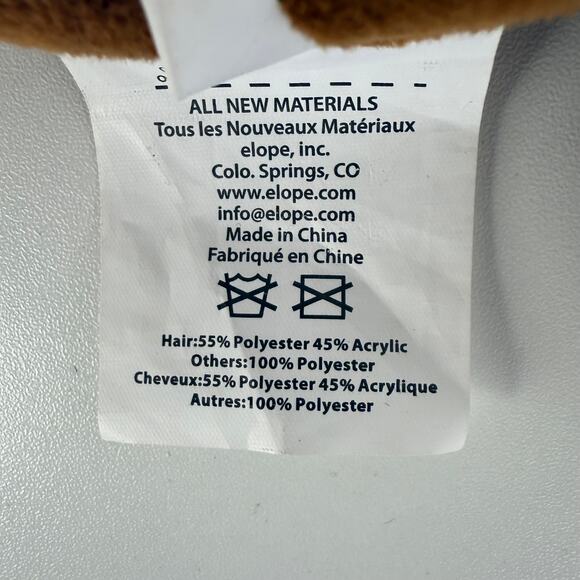 ALL NEW MATERIALS
Tous les Nouveaux Matériaux
elope, inc.
Colo. Springs, CO
www.elope.com
info@elope.com
Made in China
Fabriqué en Chine
Hair:55% Polyester 45% Acrylic
Others:100% Polyester
Cheveux:55% Polyester 45% Acrylique
Autres:100% Polyester